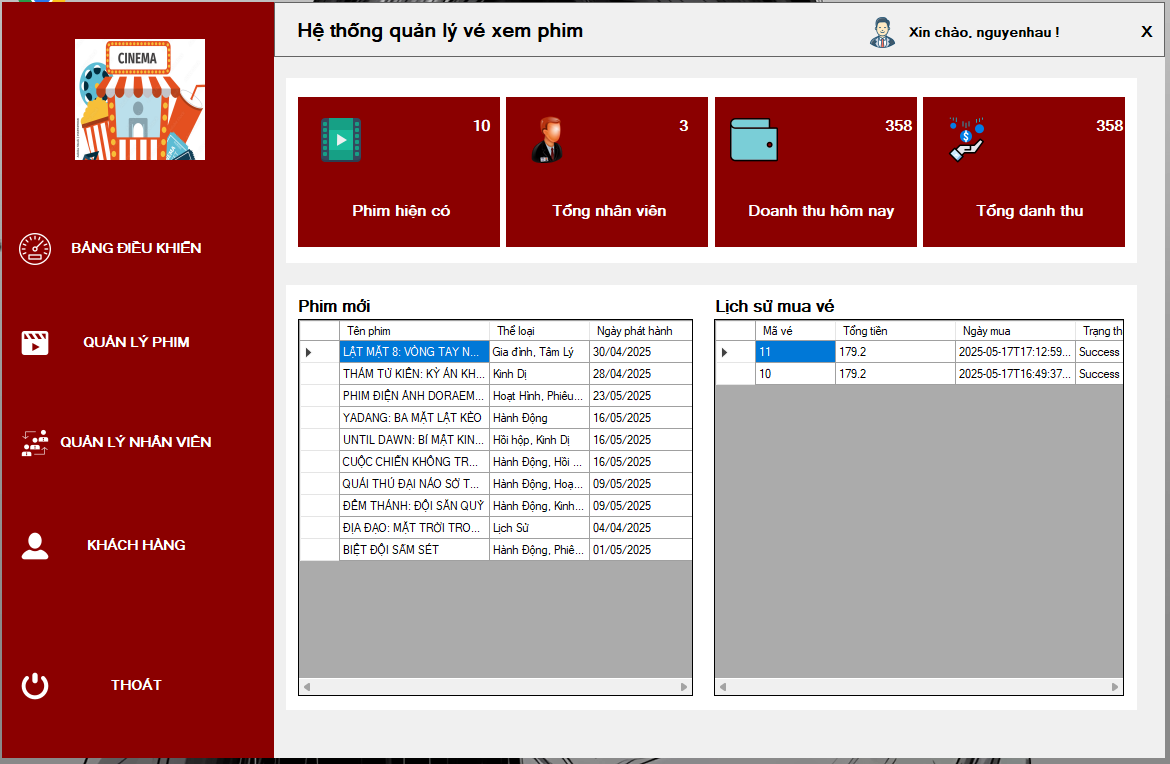 CINEMA
Hệ thống quản lý vé xem phim
Xin chào, nguyenhau !
X
BẢNG ĐIỀU KHIỂN
QUẢN LÝ PHIM
QUẢN LÝ NHÂN VIÊN
KHÁCH HÀNG
THOÁT
10
Phim hiện có
3
Tổng nhân viên
358
Doanh thu hôm nay
358
Tổng danh thu
Phim mới
Tên phim Thể loại Ngày phát hành
LẬT MẶT 8: VÒNG TAY N... Gia đình, Tâm Lý 30/04/2025
THÁM TỬ KIÊN: KỲ ÁN KH... Kinh Dị 28/04/2025
PHIM ĐIỆN ẢNH DORAEM... Hoạt Hình, Phiêu... 23/05/2025
YADANG: BA MẶT LẬT KÈO Hành Động 16/05/2025
UNTIL DAWN: BÍ MẬT KIN... Hồi hộp, Kinh Dị 16/05/2025
CUỘC CHIẾN KHÔNG TR... Hành Động, Hồi ... 16/05/2025
QUÁI THÚ ĐẠI NÁO SỞ T... Hành Động, Hoạ... 09/05/2025
ĐÊM THÁNH: ĐỘI SĂN QUỶ Hành Động, Kinh... 09/05/2025
ĐỊA ĐẠO: MẶT TRỜI TRO... Lịch Sử 04/04/2025
BIỆT ĐỘI SẤM SÉT Hành Động, Phiê... 01/05/2025
Lịch sử mua vé
Mã vé Tổng tiền Ngày mua Trạng th
11 179.2 2025-05-17T17:12:59... Success
10 179.2 2025-05-17T16:49:37... Success